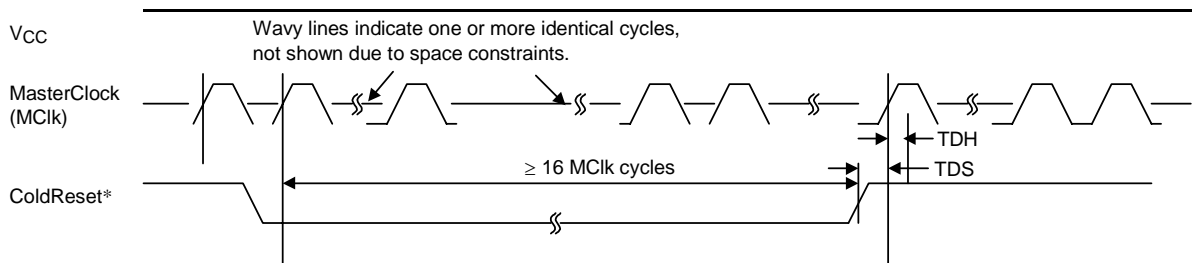 VCC
Wavy lines indicate one or more identical cycles,
not shown due to space constraints.
MasterClock
(MClk)
TDH
≥ 16 MClk cycles
TDS
ColdReset*